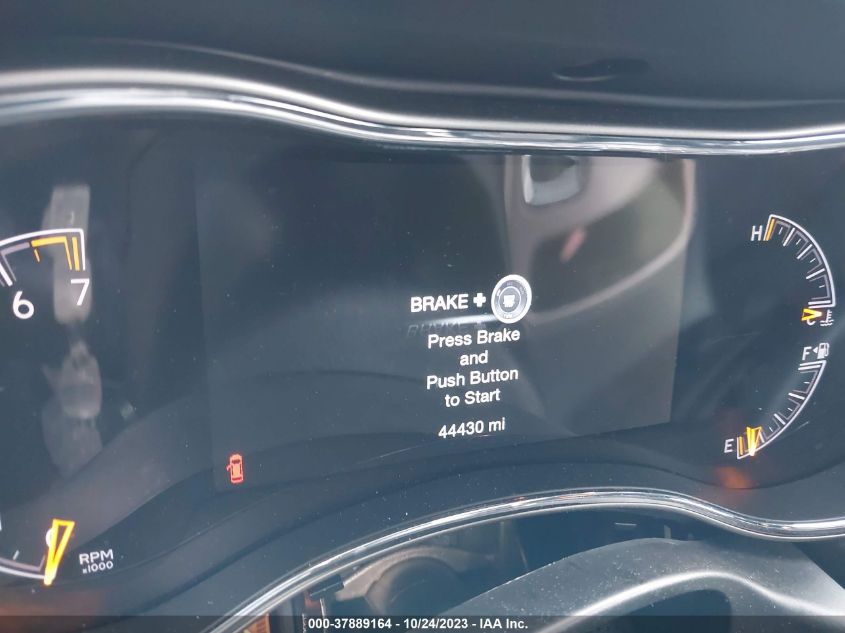 6 7
RPM
x1000
BRAKE +
Press Brake
and
Push Button
to Start
44430 mi
H
C
F
E
000-37889164 - 10/24/2023 - IAA Inc.